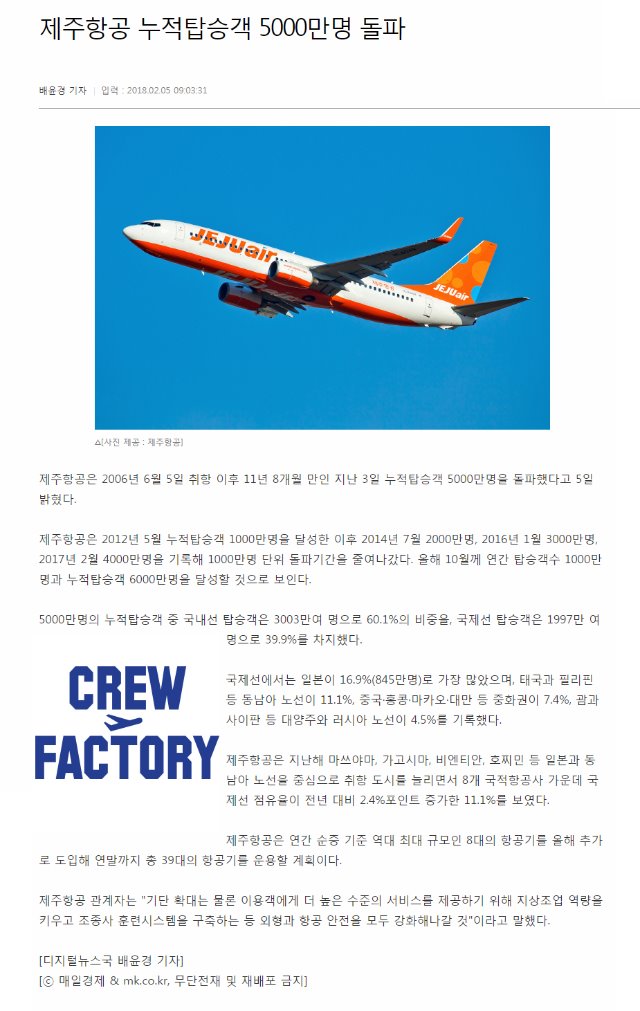 제주항공 누적탑승객 5000만명 돌파
배윤경 기자 | 입력 : 2018.02.05 09:03:31
JEJUair
JEJUair
△[사진 제공 : 제주항공]
제주항공은 2006년 6월 5일 취항 이후 11년 8개월 만인 지난 3일 누적탑승객 5000만명을 돌파했다고 5일
밝혔다.
제주항공은 2012년 5월 누적탑승객 1000만명을 달성한 이후 2014년 7월 2000만명, 2016년 1월 3000만명,
2017년 2월 4000만명을 기록해 1000만명 단위 돌파기간을 줄여나갔다. 올해 10월께 연간 탑승객수 1000만
명과 누적탑승객 6000만명을 달성할 것으로 보인다.
5000만명의 누적탑승객 중 국내선 탑승객은 3003만여 명으로 60.1%의 비중을, 국제선 탑승객은 1997만 여
명으로 39.9%를 차지했다.
CREW
FACTORY
국제선에서는 일본이 16.9%(845만명)로 가장 많았으며, 태국과 필리핀
등 동남아 노선이 11.1%, 중국·홍콩·마카오·대만 등 중화권이 7.4%, 괌과
사이판 등 대양주와 러시아 노선이 4.5%를 기록했다.
제주항공은 지난해 마쓰야마, 가고시마, 비엔티안, 호찌민 등 일본과 동
남아 노선을 중심으로 취항 도시를 늘리면서 8개 국적항공사 가운데 국
제선 점유율이 전년 대비 2.4%포인트 증가한 11.1%를 보였다.
제주항공은 연간 순증 기준 역대 최대 규모인 8대의 항공기를 올해 추가
로 도입해 연말까지 총 39대의 항공기를 운용할 계획이다.
제주항공 관계자는 "기단 확대는 물론 이용객에게 더 높은 수준의 서비스를 제공하기 위해 지상조업 역량을
키우고 조종사 훈련시스템을 구축하는 등 외형과 항공 안전을 모두 강화해나갈 것"이라고 말했다.
[디지털뉴스국 배윤경 기자]
[ⓒ 매일경제 & mk.co.kr, 무단전재 및 재배포 금지]